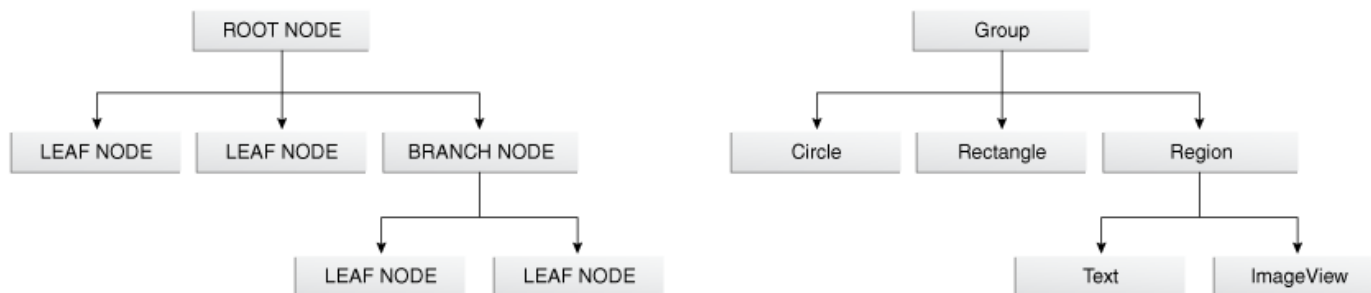 ROOT NODE
LEAF NODE
LEAF NODE
BRANCH NODE
LEAF NODE
LEAF NODE
Group
Circle
Rectangle
Region
Text
ImageView